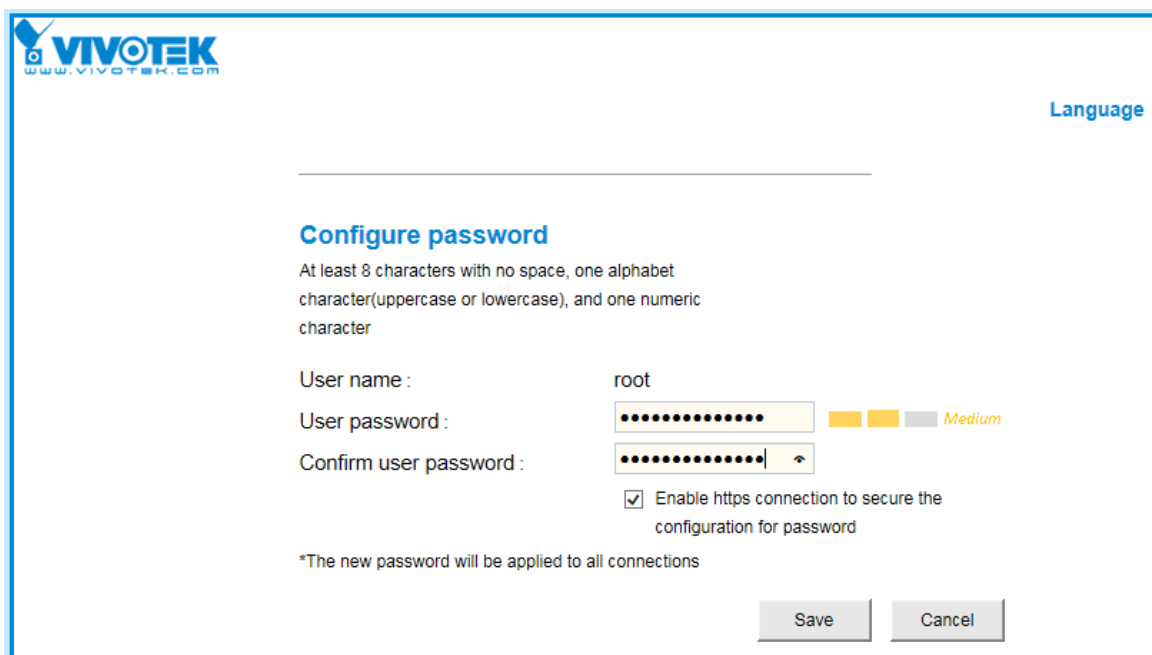 VIVOTEK
www.vivotek.com
Language
Configure password
At least 8 characters with no space, one alphabet
character(uppercase or lowercase), and one numeric
character
User name : root
User password : ●●●●●●●●●●●●●● Medium
Confirm user password : ●●●●●●●●●●●●●●
Enable https connection to secure the
configuration for password
*The new password will be applied to all connections
Save Cancel